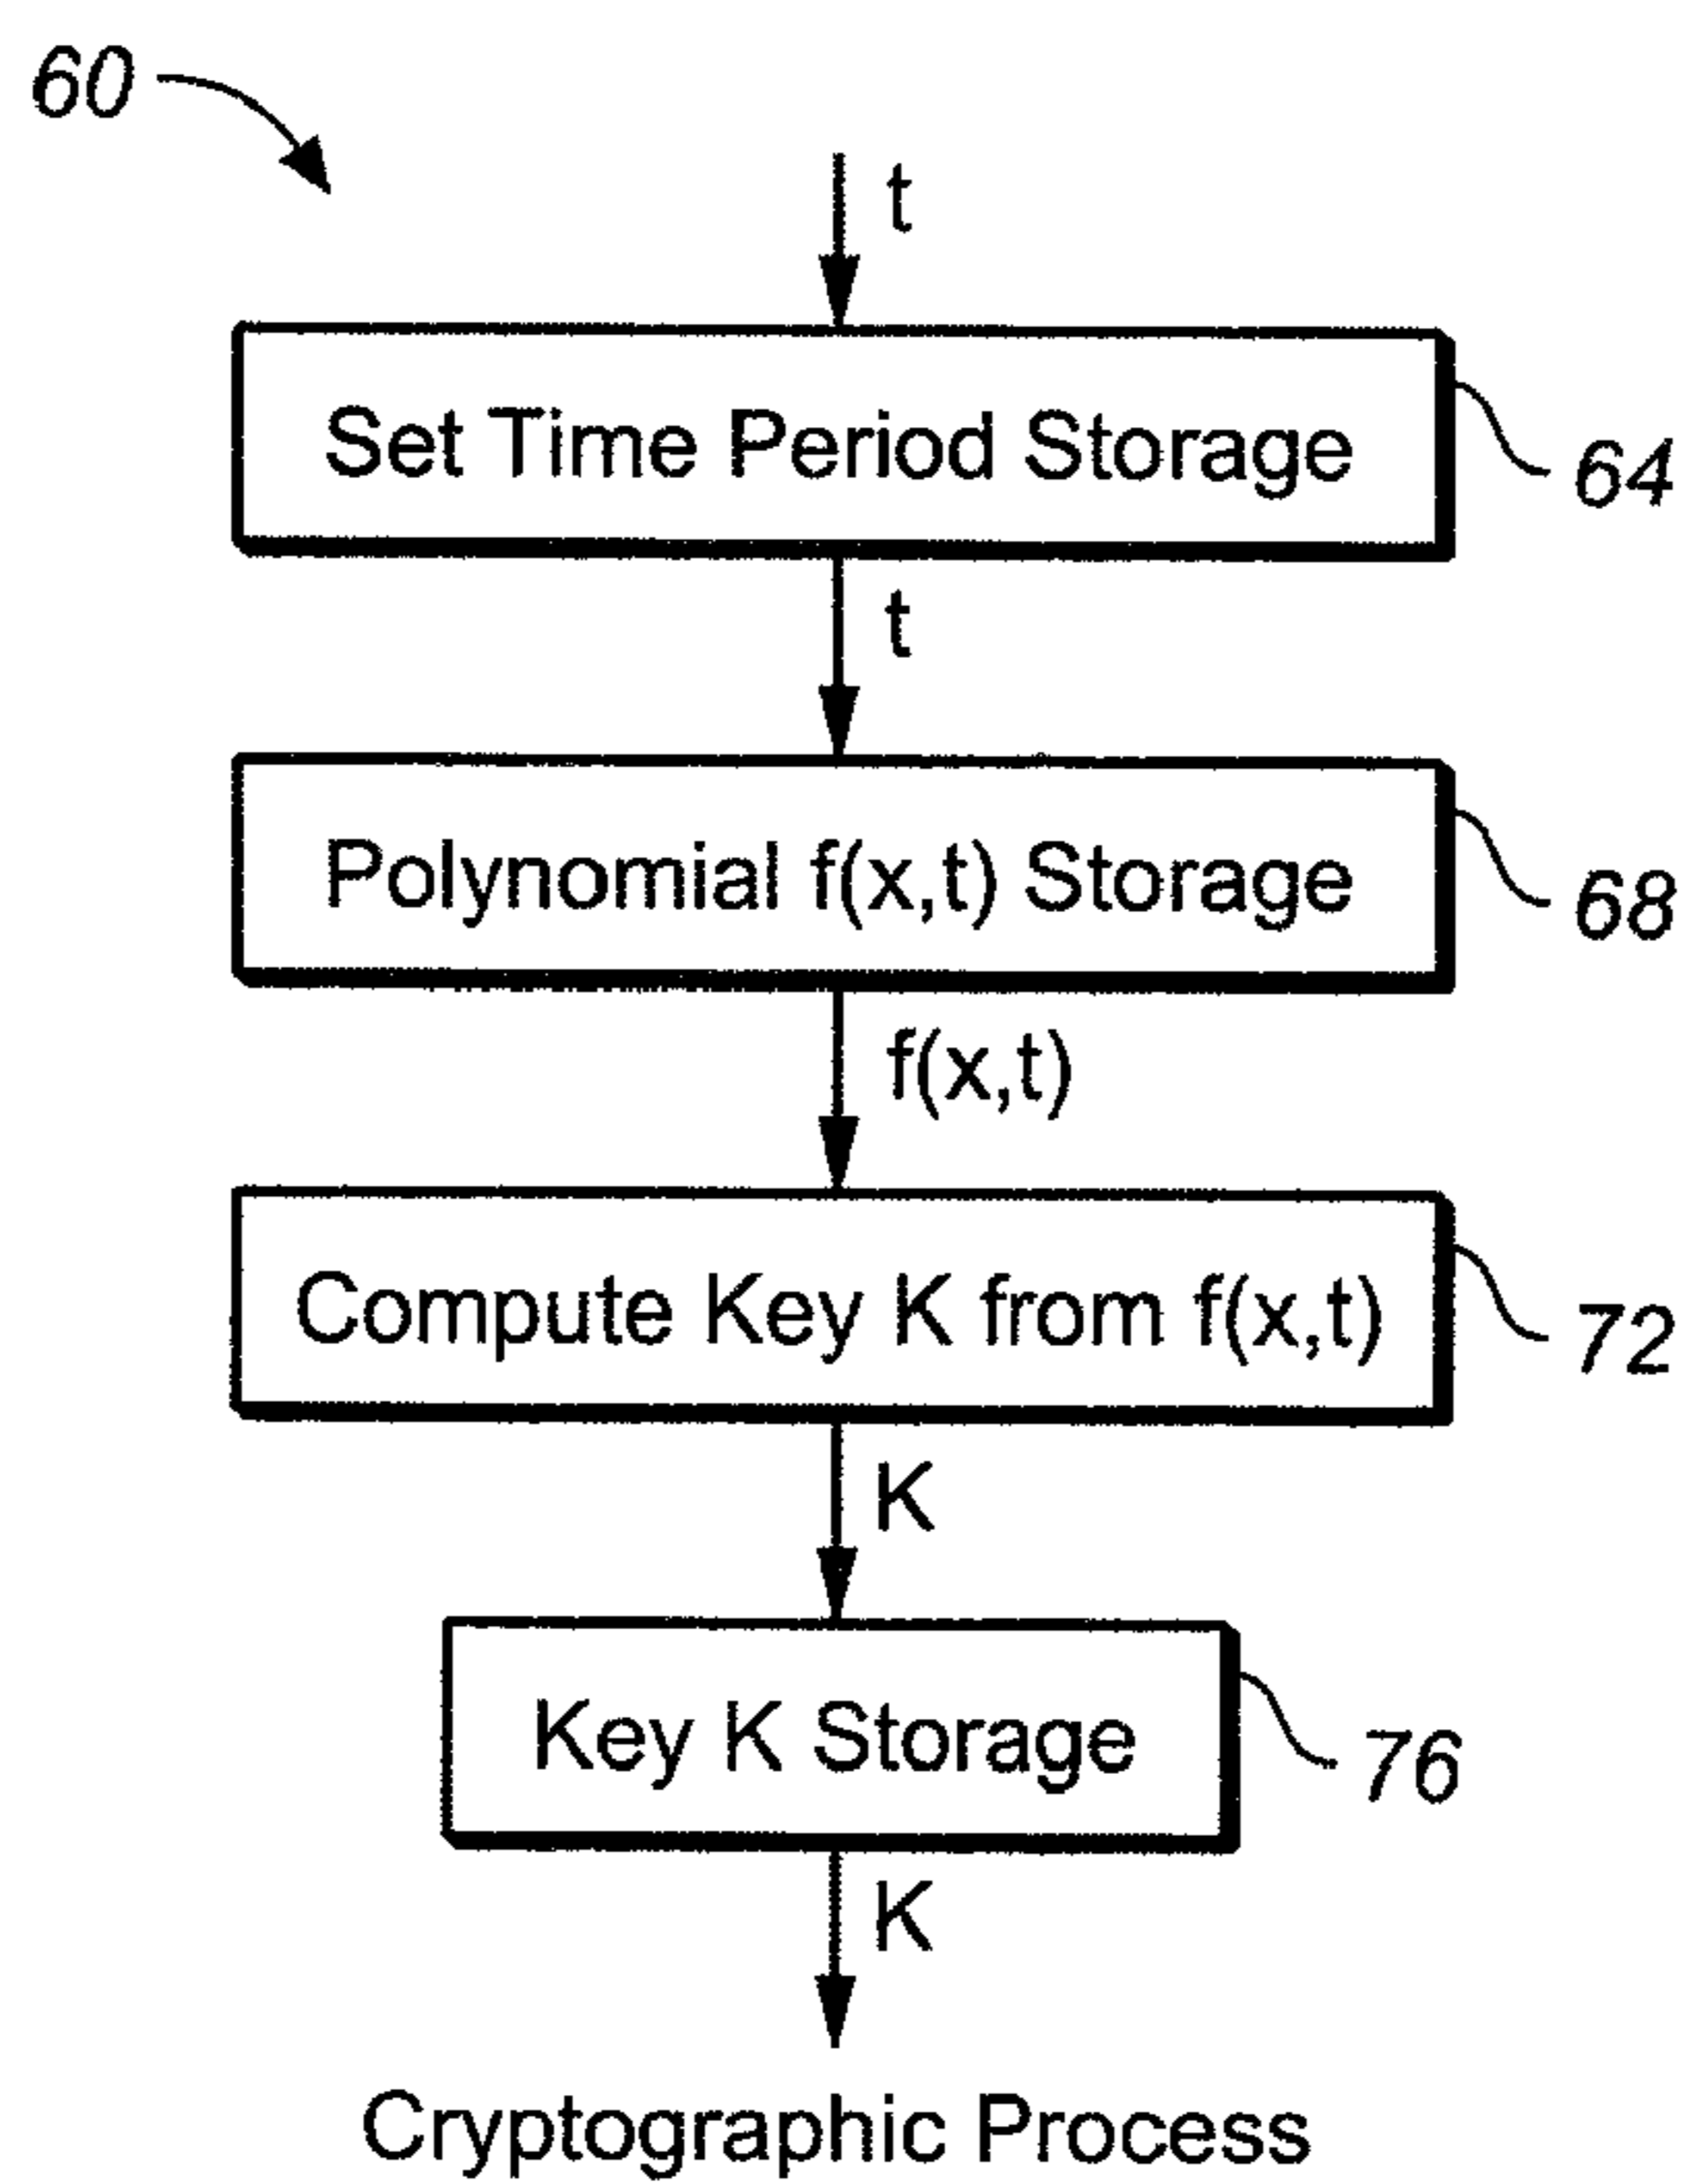 60
t
Set Time Period Storage
64
t
Polynomial f(x,t) Storage
68
f(x,t)
Compute Key K from f(x,t)
72
K
Key K Storage
76
K
Cryptographic Process